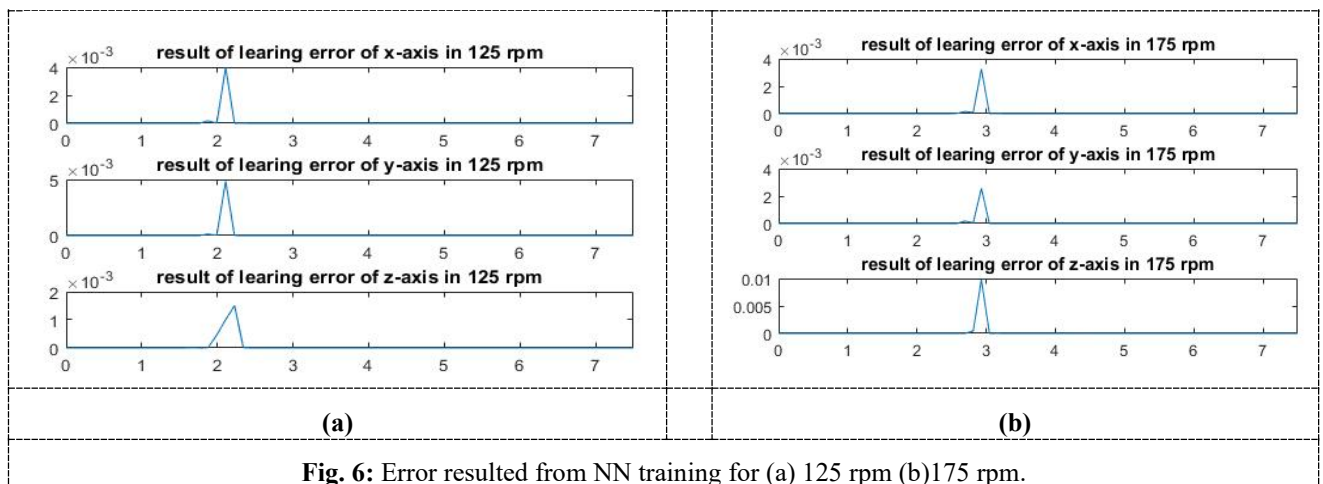 ×10⁻³ result of learing error of x-axis in 125 rpm
4
2
0
0 1 2 3 4 5 6 7
×10⁻³ result of learing error of y-axis in 125 rpm
5
0
0 1 2 3 4 5 6 7
×10⁻³ result of learing error of z-axis in 125 rpm
2
1
0
0 1 2 3 4 5 6 7
(a)
×10⁻³ result of learing error of x-axis in 175 rpm
4
2
0
0 1 2 3 4 5 6 7
×10⁻³ result of learing error of y-axis in 175 rpm
4
2
0
0 1 2 3 4 5 6 7
result of learing error of z-axis in 175 rpm
0.01
0.005
0
0 1 2 3 4 5 6 7
(b)
Fig. 6: Error resulted from NN training for (a) 125 rpm (b)175 rpm.